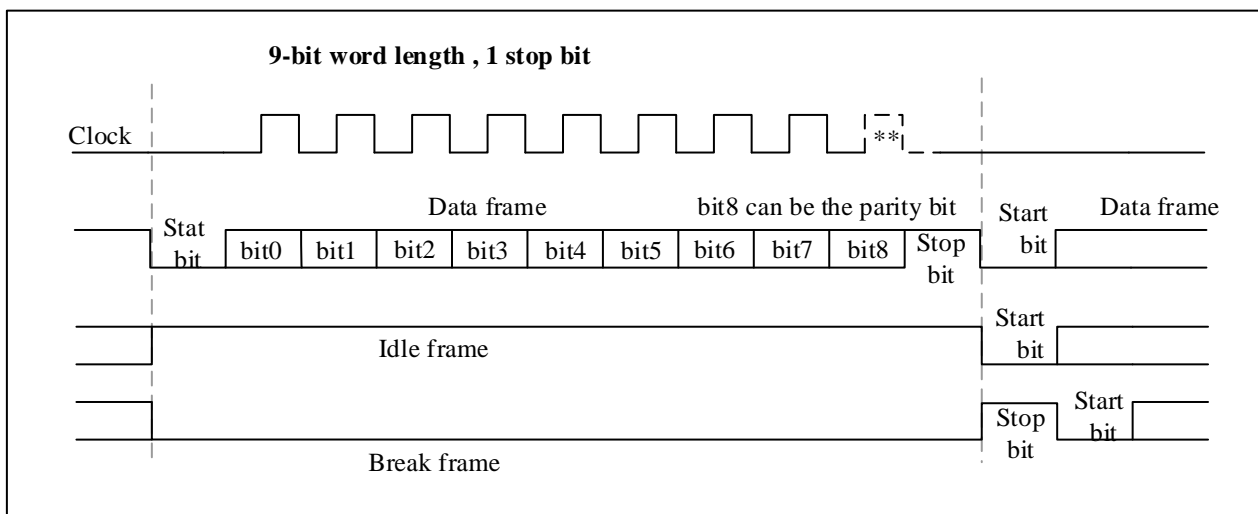 9-bit word length , 1 stop bit
Clock
**
Data frame
bit8 can be the parity bit
Stat
bit
Start
bit
Data frame
bit0 bit1 bit2 bit3 bit4 bit5 bit6 bit7 bit8
Stop
bit
Idle frame
Start
bit
Break frame
Stop
bit
Start
bit